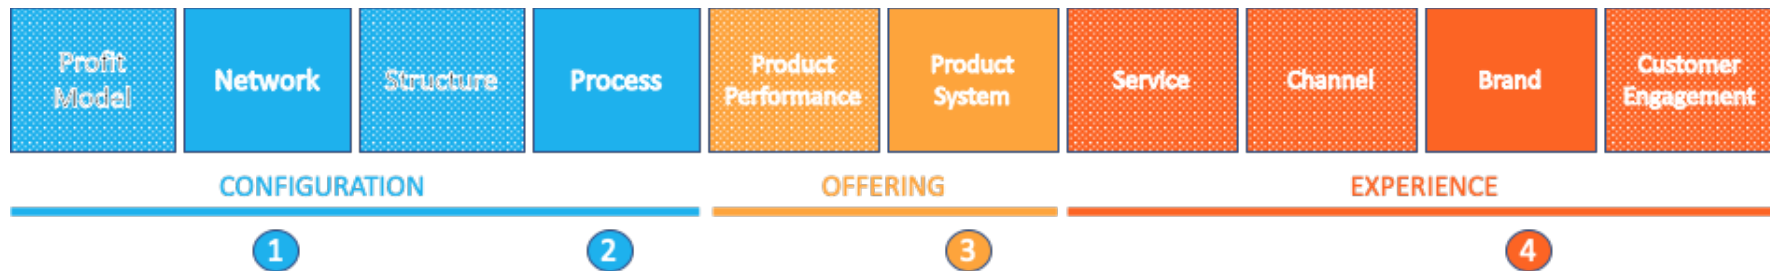 Profit
Model
Network
Structure
Process
Product
Performance
Product
System
Service
Channel
Brand
Customer
Engagement
CONFIGURATION
OFFERING
EXPERIENCE
1
2
3
4